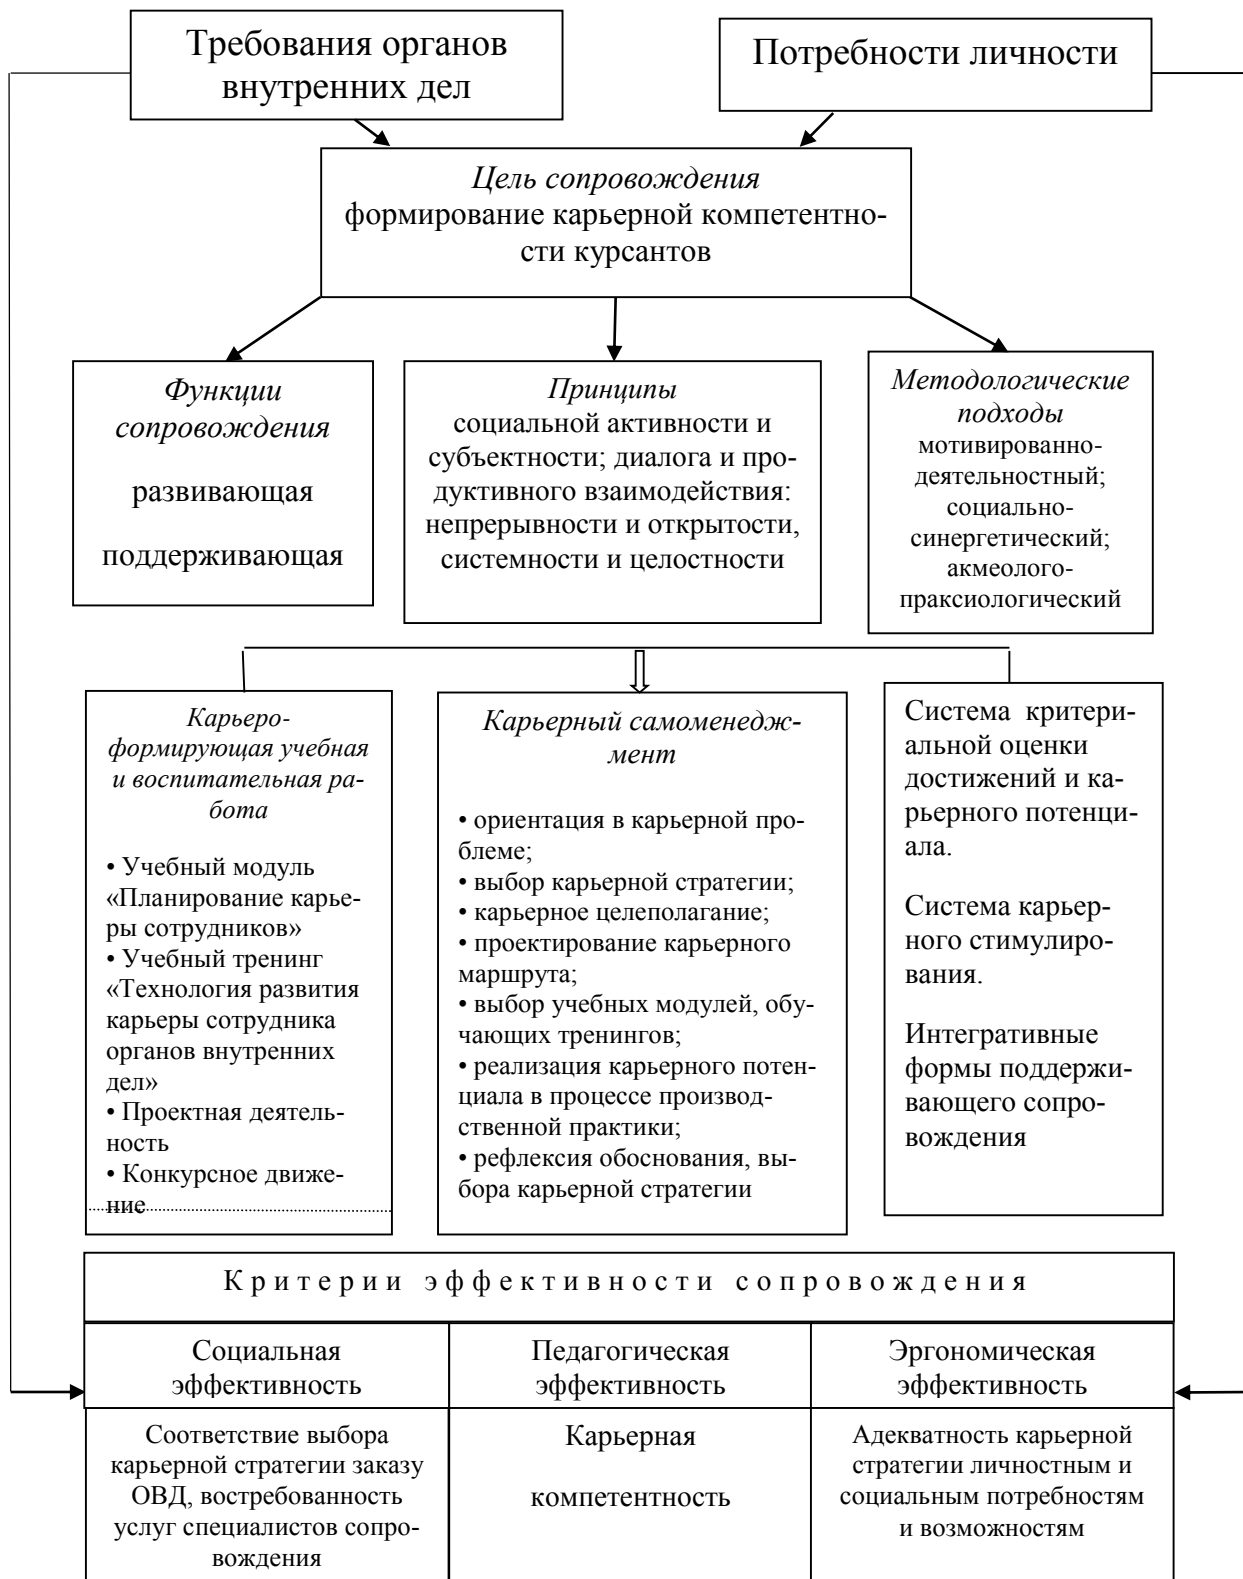 Требования органов
внутренних дел
Потребности личности
Цель сопровождения
формирование карьерной компетентно-
сти курсантов
Функции
сопровождения
развивающая
поддерживающая
Принципы
социальной активности и
субъектности; диалога и про-
дуктивного взаимодействия:
непрерывности и открытости,
системности и целостности
Методологические
подходы
мотивированно-
деятельностный;
социально-
синергетический;
акмеолого-
праксиологический
Карьеро-
формирующая учебная
и воспитательная ра-
бота
• Учебный модуль
«Планирование карье-
ры сотрудников»
• Учебный тренинг
«Технология развития
карьеры сотрудника
органов внутренних
дел»
• Проектная деятель-
ность
• Конкурсное движе-
ние
Карьерный самоменедж-
мент
• ориентация в карьерной про-
блеме;
• выбор карьерной стратегии;
• карьерное целеполагание;
• проектирование карьерного
маршрута;
• выбор учебных модулей, обу-
чающих тренингов;
• реализация карьерного потен-
циала в процессе производ-
ственной практики;
• рефлексия обоснования, вы-
бора карьерной стратегии
Система критери-
альной оценки
достижений и ка-
рьерного потенци-
ала.
Система карьер-
ного стимулиро-
вания.
Интегративные
формы поддержи-
вающего сопро-
вождения
Критерии эффективности сопровождения
Социальная
эффективность
Педагогическая
эффективность
Эргономическая
эффективность
Соответствие выбора
карьерной стратегии заказу
ОВД, востребованность
услуг специалистов сопро-
вождения
Карьерная
компетентность
Адекватность карьерной
стратегии личностным и
социальным потребностям
и возможностям